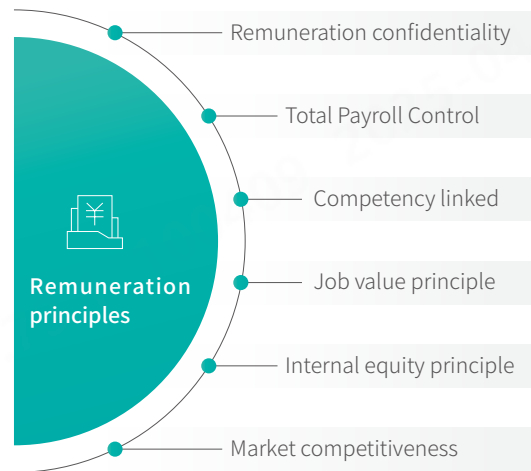 Remuneration confidentiality
Total Payroll Control
Competency linked
Job value principle
Internal equity principle
Market competitiveness
¥
Remuneration
principles